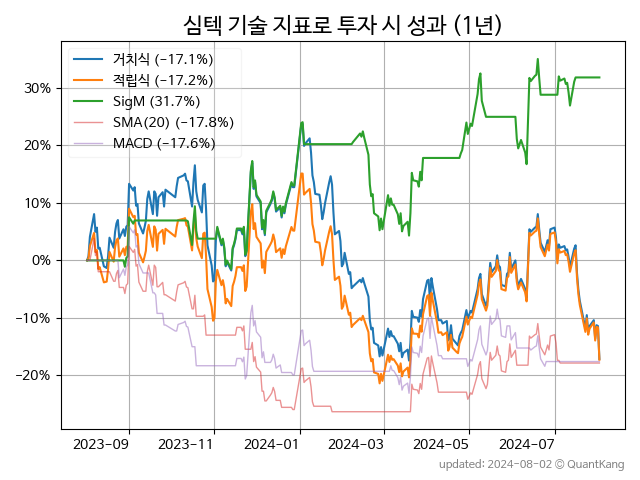 심텍 기술 지표로 투자 시 성과 (1년)
거치식 (−17.1%)
적립식 (−17.2%)
SigM (31.7%)
SMA(20) (−17.8%)
MACD (−17.6%)
30%
20%
10%
0%
−10%
−20%
2023-09 2023-11 2024-01 2024-03 2024-05 2024-07
updated: 2024-08-02 © QuantKang